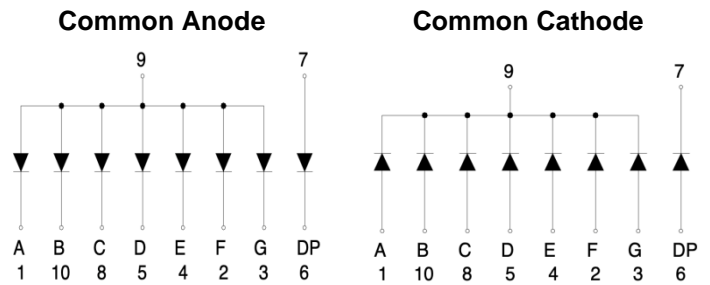 Common Anode
9 7
A B C D E F G DP
1 10 8 5 4 2 3 6
Common Cathode
9 7
A B C D E F G DP
1 10 8 5 4 2 3 6